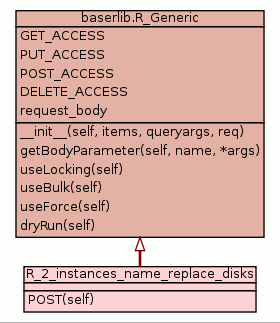 baserlib.R_Generic
GET_ACCESS
PUT_ACCESS
POST_ACCESS
DELETE_ACCESS
request_body
__init__(self, items, queryargs, req)
getBodyParameter(self, name, *args)
useLocking(self)
useBulk(self)
useForce(self)
dryRun(self)
R_2_instances_name_replace_disks
POST(self)